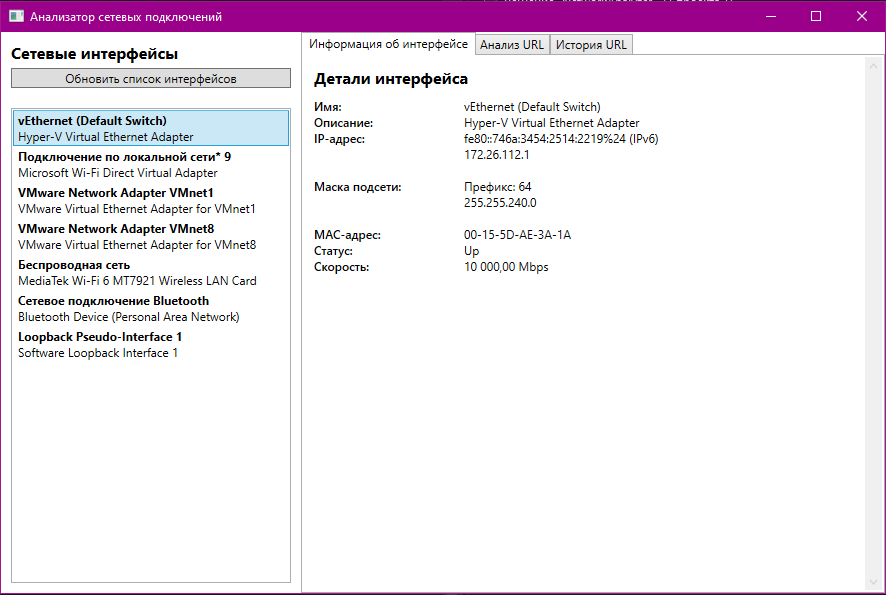 Анализатор сетевых подключений
Сетевые интерфейсы
Обновить список интерфейсов
vEthernet (Default Switch)
Hyper-V Virtual Ethernet Adapter
Подключение по локальной сети* 9
Microsoft Wi-Fi Direct Virtual Adapter
VMware Network Adapter VMnet1
VMware Virtual Ethernet Adapter for VMnet1
VMware Network Adapter VMnet8
VMware Virtual Ethernet Adapter for VMnet8
Беспроводная сеть
MediaTek Wi-Fi 6 MT7921 Wireless LAN Card
Сетевое подключение Bluetooth
Bluetooth Device (Personal Area Network)
Loopback Pseudo-Interface 1
Software Loopback Interface 1
Информация об интерфейсе Анализ URL История URL
Детали интерфейса
Имя: vEthernet (Default Switch)
Описание: Hyper-V Virtual Ethernet Adapter
IP-адрес: fe80::746a:3454:2514:2219%24 (IPv6)
172.26.112.1
Маска подсети: Префикс: 64
255.255.240.0
MAC-адрес: 00-15-5D-AE-3A-1A
Статус: Up
Скорость: 10 000,00 Mbps